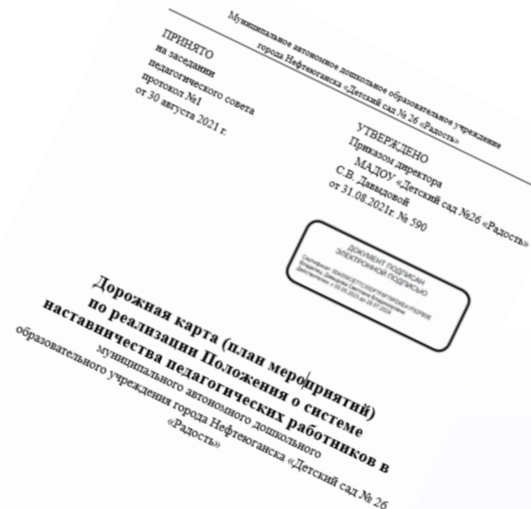 Муниципальное автономное дошкольное образовательное учреждение
города Нефтеюганска «Детский сад № 26 «Радость»
ПРИНЯТО
на заседании
педагогического совета
протокол №1
от 30 августа 2021 г.
УТВЕРЖДЕНО
Приказом директора
МАДОУ «Детский сад №26 «Радость»
С.В. Давыдовой
от 31.08.2021г. № 590
ДОКУМЕНТ ПОДПИСАН
ЭЛЕКТРОННОЙ ПОДПИСЬЮ
Дорожная карта (план мероприятий)
по реализации Положения о системе
наставничества педагогических работников в
муниципального автономного дошкольного
образовательного учреждения города Нефтеюганска «Детский сад № 26
«Радость»